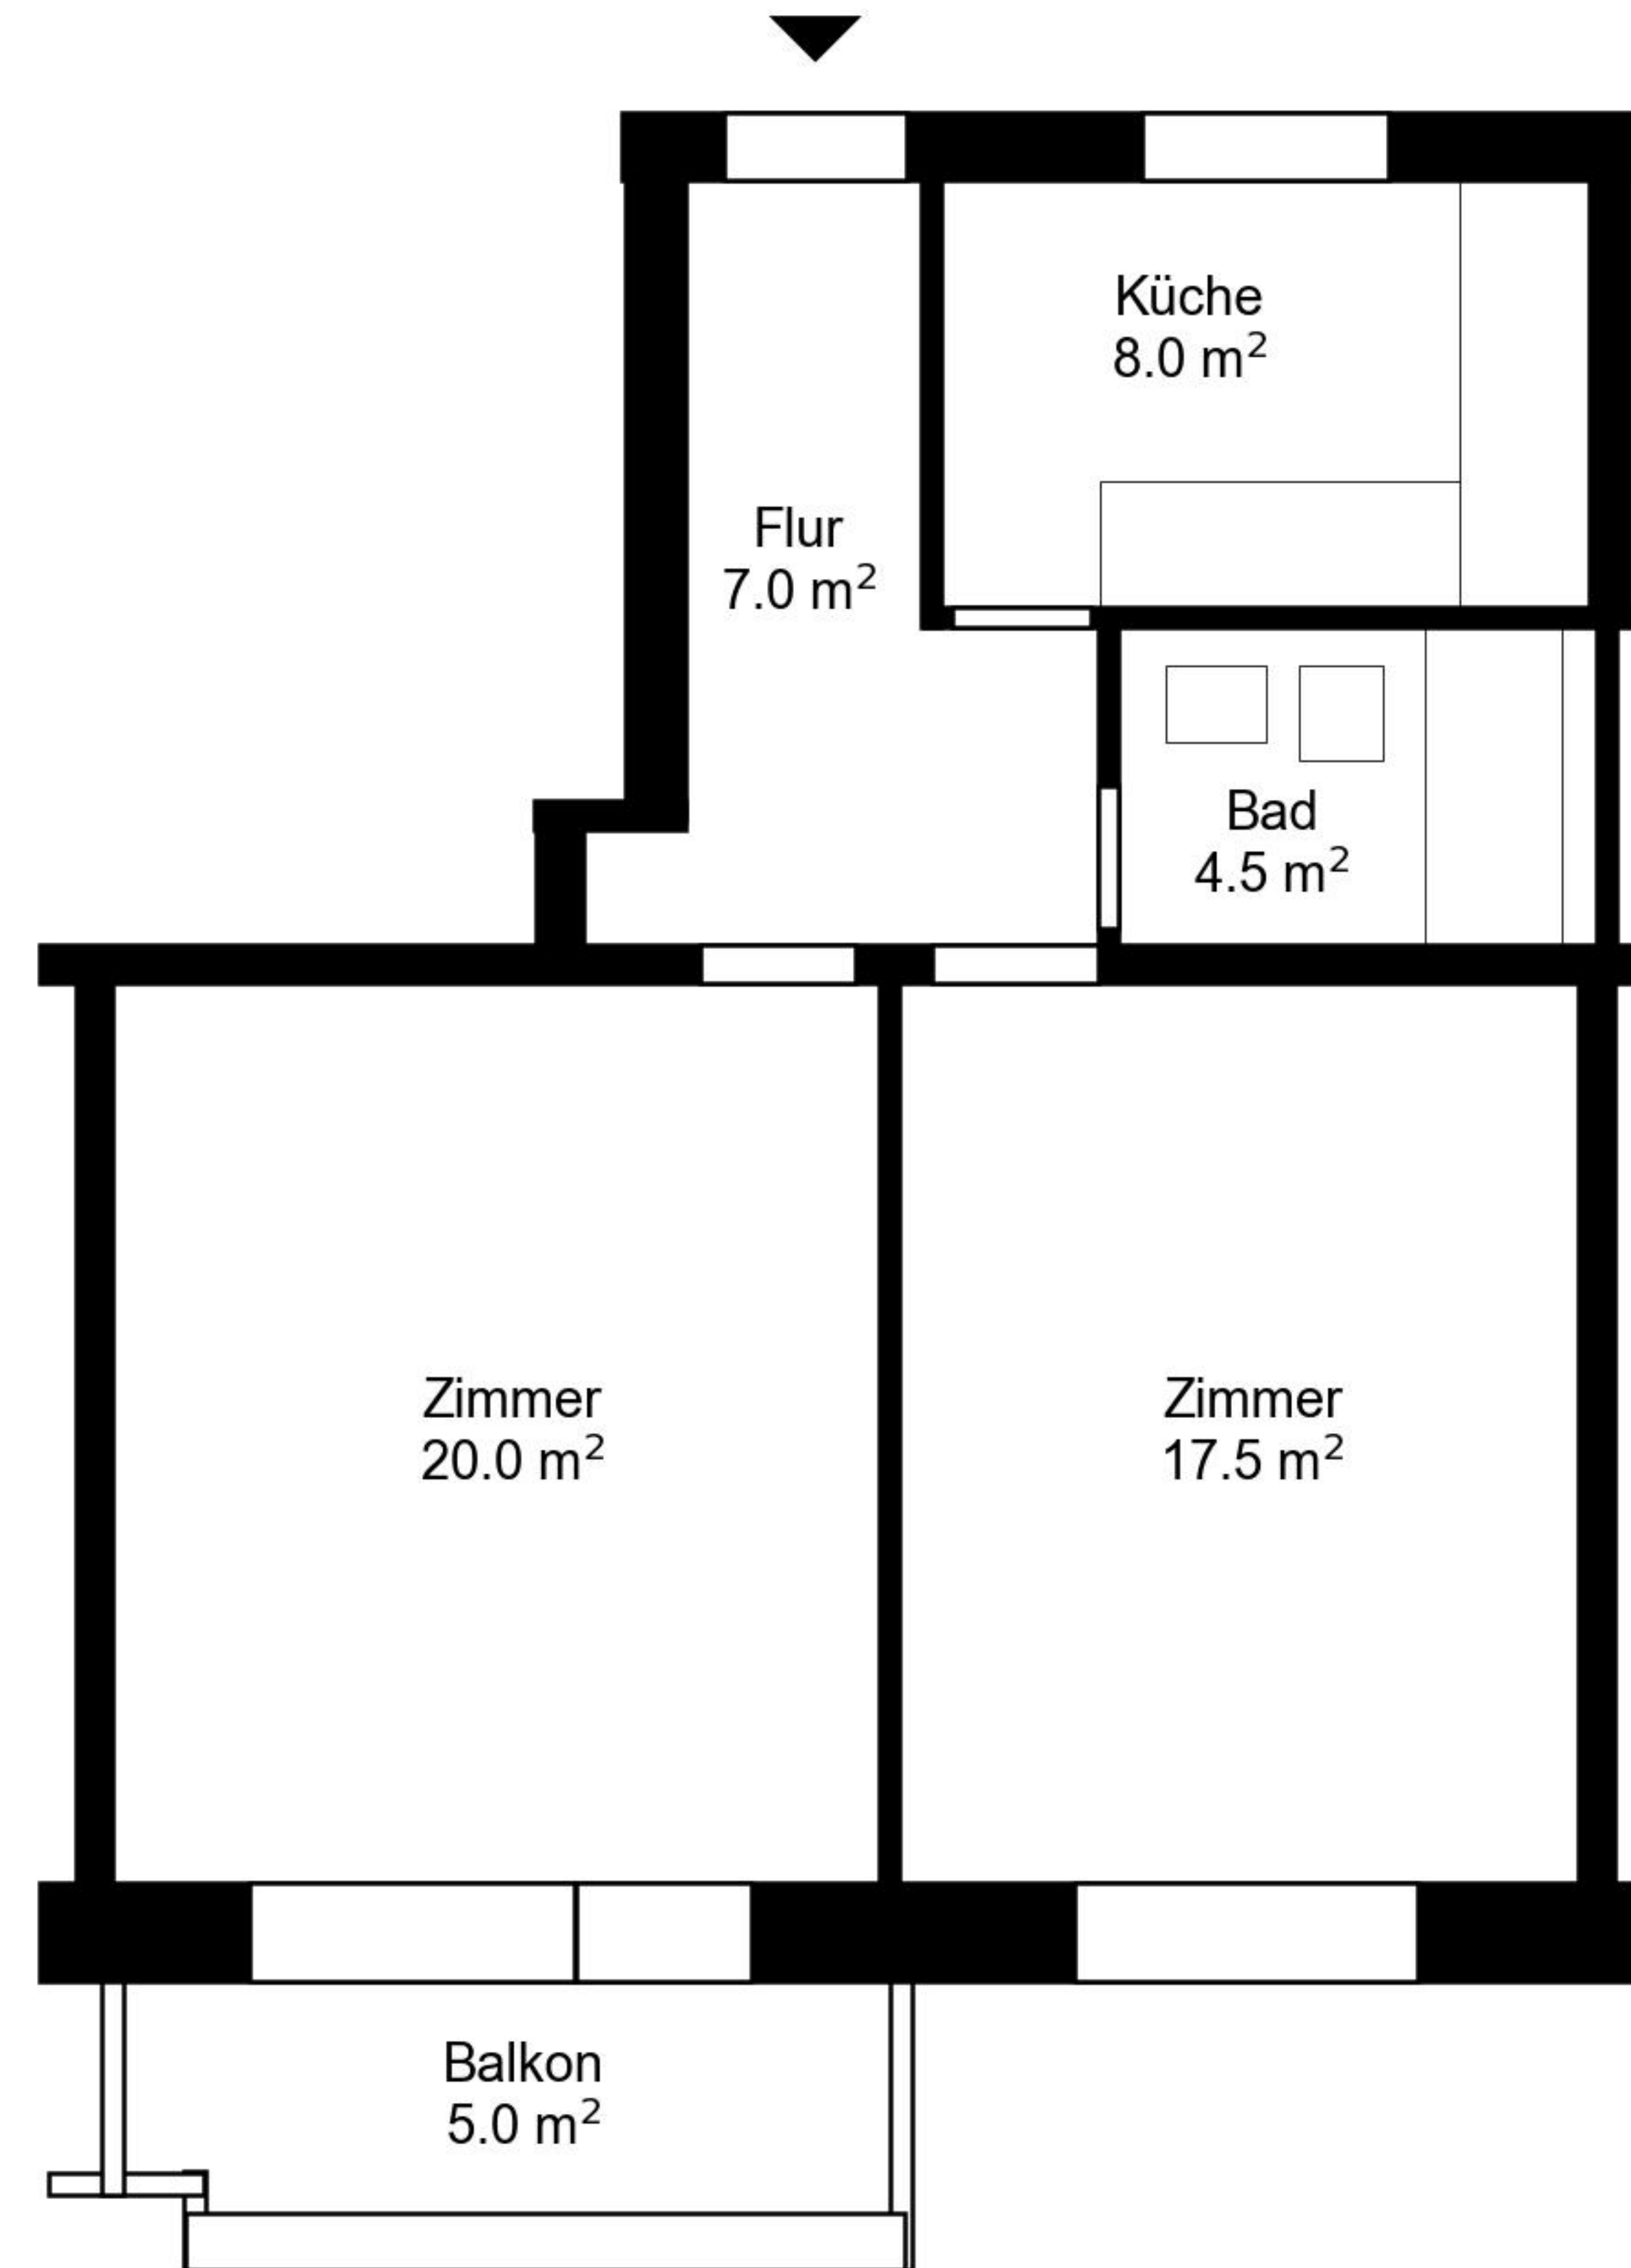 Küche
8.0 m²
Flur
7.0 m²
Bad
4.5 m²
Zimmer
20.0 m²
Zimmer
17.5 m²
Balkon
5.0 m²